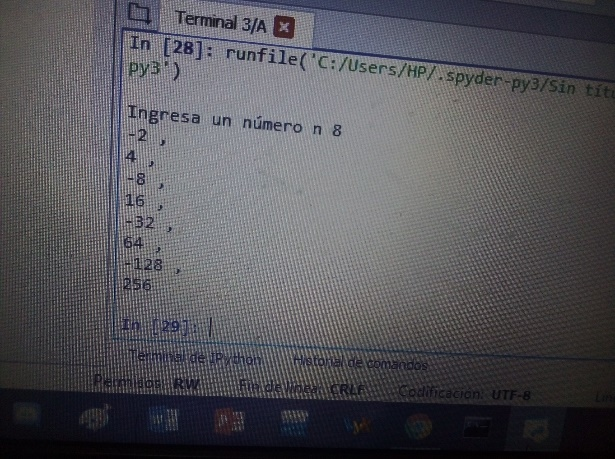 Terminal 3/A
In [28]: runfile('C:/Users/HP/.spyder-py3/Sin títu
py3')
Ingresa un número n 8
-2 ,
4 ,
-8 ,
16 ,
-32 ,
64 ,
-128 ,
256
In [29]:
Terminal de IPython Historial de comandos
Permisos: RW Fin de línea: CRLF Codificación: UTF-8